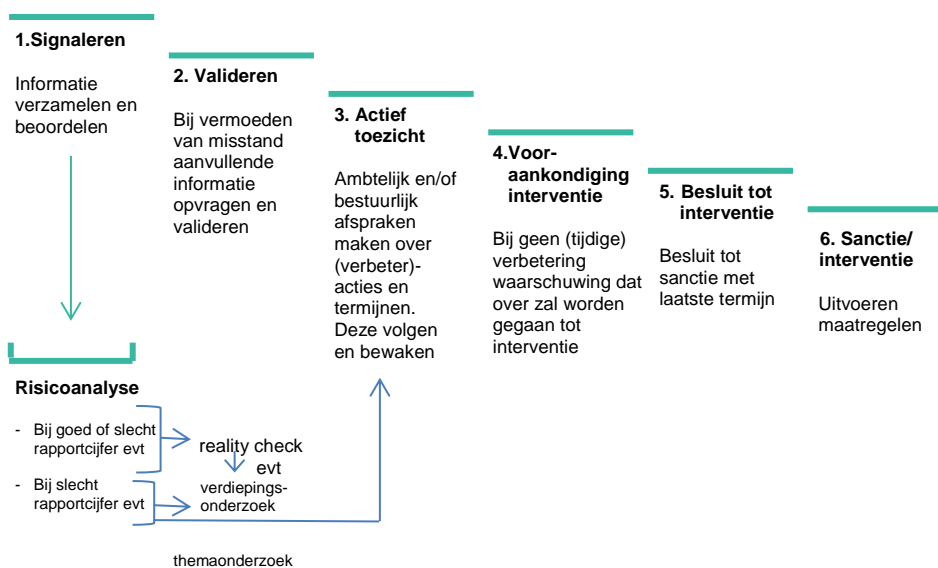 1.Signaleren
Informatie
verzamelen en
beoordelen
2. Valideren
Bij vermoeden
van misstand
aanvullende
informatie
opvragen en
valideren
3. Actief
toezicht
Ambtelijk en/of
bestuurlijk
afspraken
maken over
(verbeter)-
acties en
termijnen.
Deze volgen
en bewaken
4.Voor-
aankondiging
interventie
Bij geen (tijdige)
verbetering
waarschuwing dat
over zal worden
gegaan tot
interventie
5. Besluit tot
interventie
Besluit tot
sanctie met
laatste termijn
6. Sanctie/
interventie
Uitvoeren
maatregelen
Risicoanalyse
- Bij goed of slecht
rapportcijfer evt
- Bij slecht
rapportcijfer evt
reality check
evt
verdiepings-
onderzoek
themaonderzoek